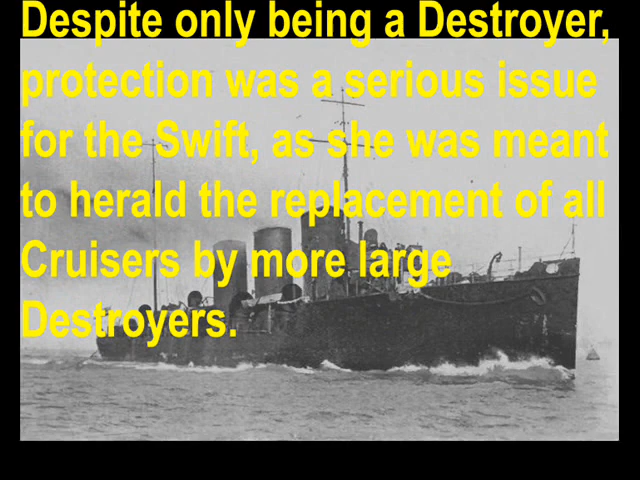 Despite only being a Destroyer,
protection was a serious issue
for the Swift, as she was meant
to herald the replacement of all
Cruisers by more large
Destroyers.